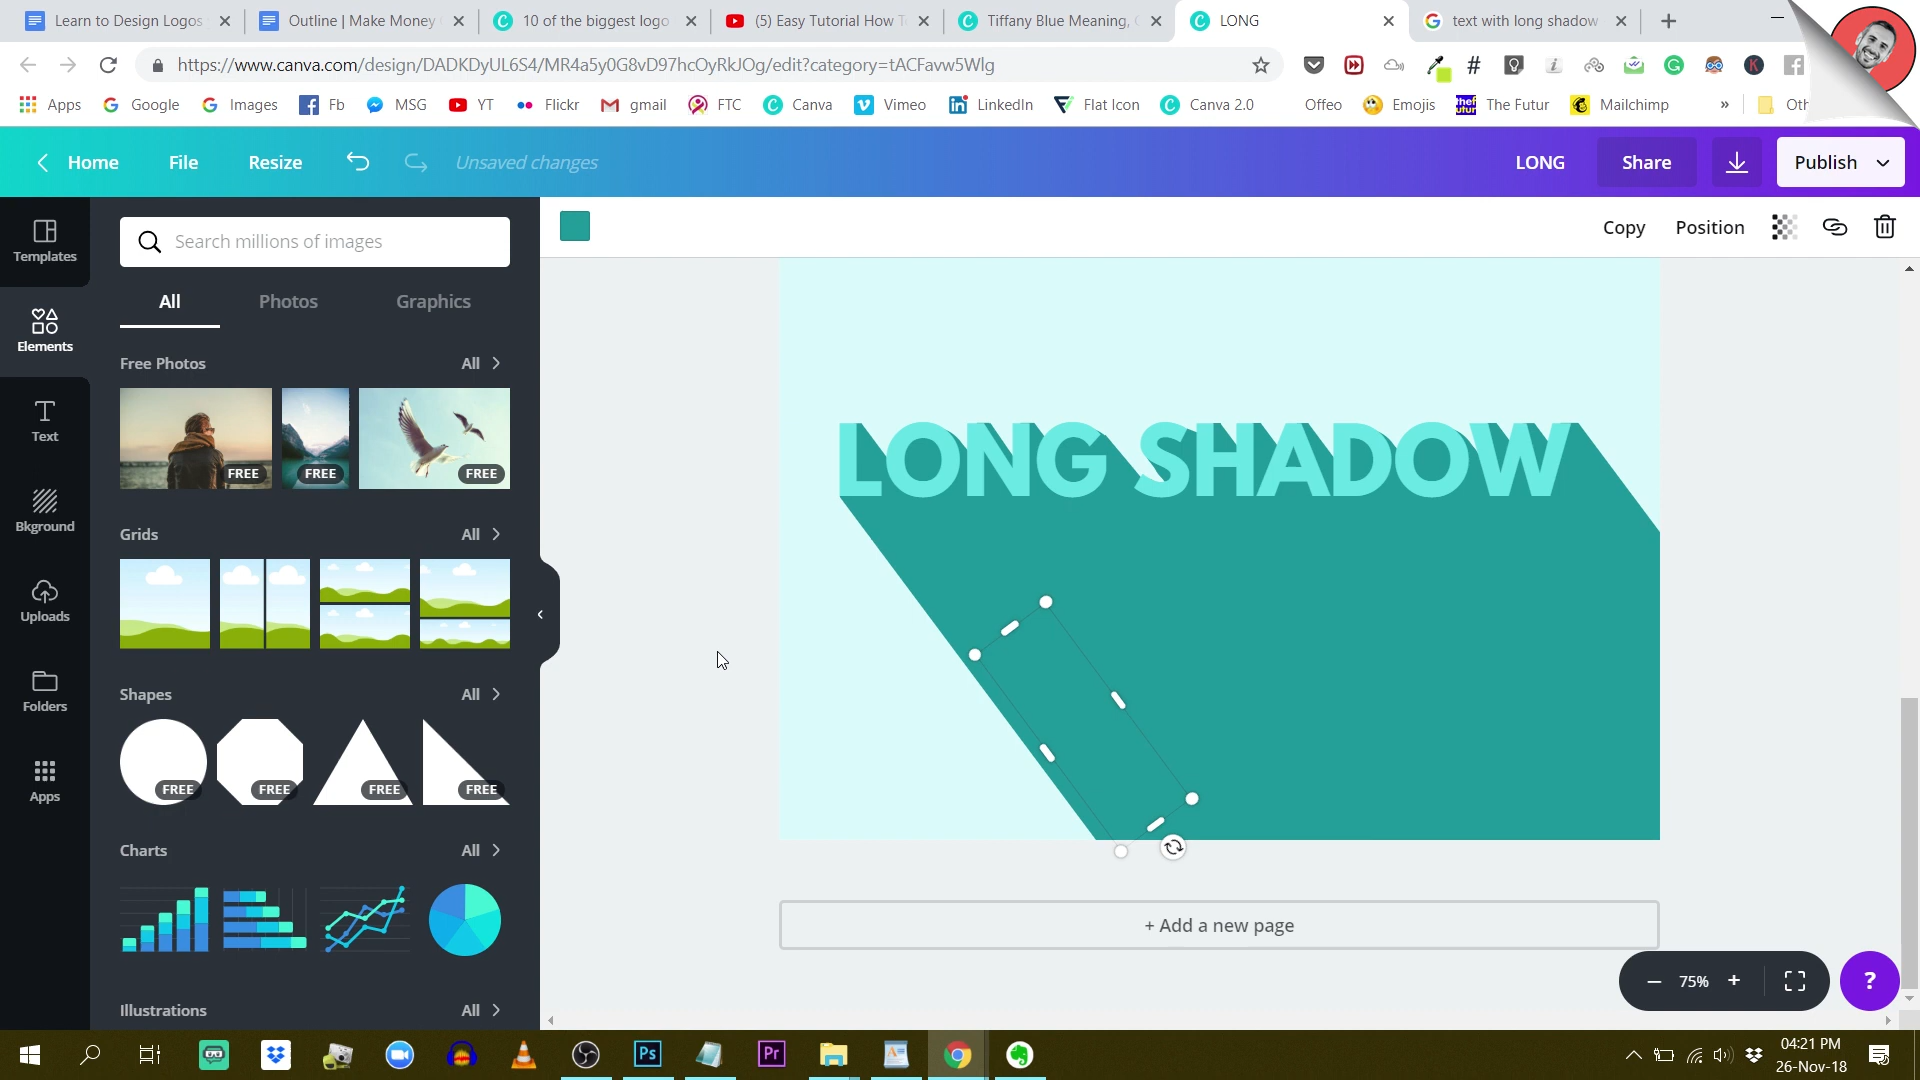 Learn to Design Logos
Outline | Make Money
10 of the biggest logo
(5) Easy Tutorial How T
Tiffany Blue Meaning,
LONG
text with long shadow
https://www.canva.com/design/DADKDyUL6S4/MR4a5y0G8vD97hcOyRkJOg/edit?category=tACFavw5WIg
Apps
Google
Images
Fb
MSG
YT
Flickr
gmail
FTC
Canva
Vimeo
LinkedIn
Flat Icon
Canva 2.0
Offeo
Emojis
The Futur
Mailchimp
»
Home
File
Resize
Unsaved changes
LONG
Share
Publish
Templates
Elements
Text
Bkground
Uploads
Folders
Apps
Search millions of images
All
Photos
Graphics
Free Photos
All
FREE
FREE
FREE
Grids
All
Shapes
All
FREE
FREE
FREE
FREE
Charts
All
Illustrations
All
Copy
Position
LONG SHADOW
+ Add a new page
75%
?
Ps
Pr
04:21 PM
26-Nov-18